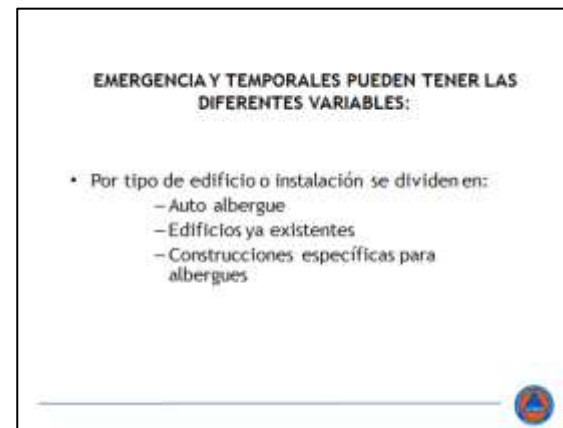 EMERGENCIA Y TEMPORALES PUEDEN TENER LAS
DIFERENTES VARIABLES:
• Por tipo de edificio o instalación se dividen en:
– Auto albergue
– Edificios ya existentes
– Construcciones específicas para
albergues